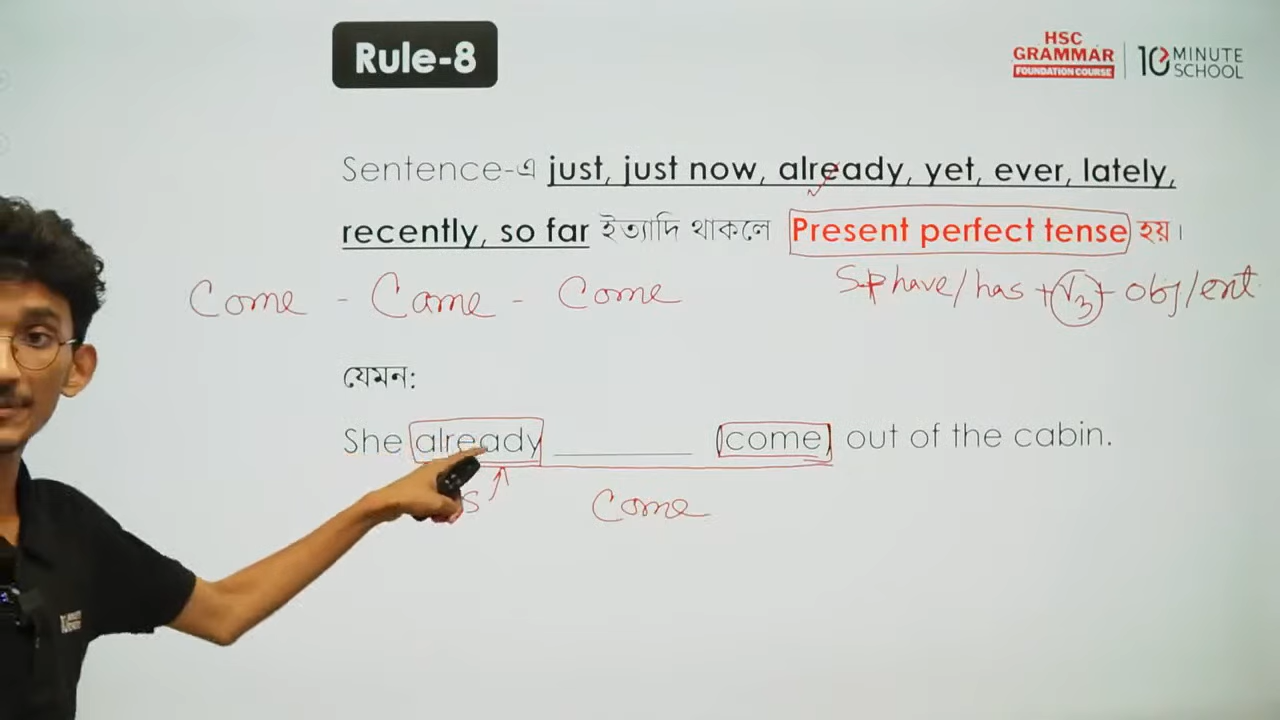 Rule-8
HSC
GRAMMAR
FOUNDATION COURSE
10 MINUTE
SCHOOL
Sentence-এ just, just now, already, yet, ever, lately,
recently, so far ইত্যাদি থাকলে Present perfect tense হয়।
Come - Came - Come
S+ have/has + V3 + obj/ext
যেমন:
She already ______ (come) out of the cabin.
Come